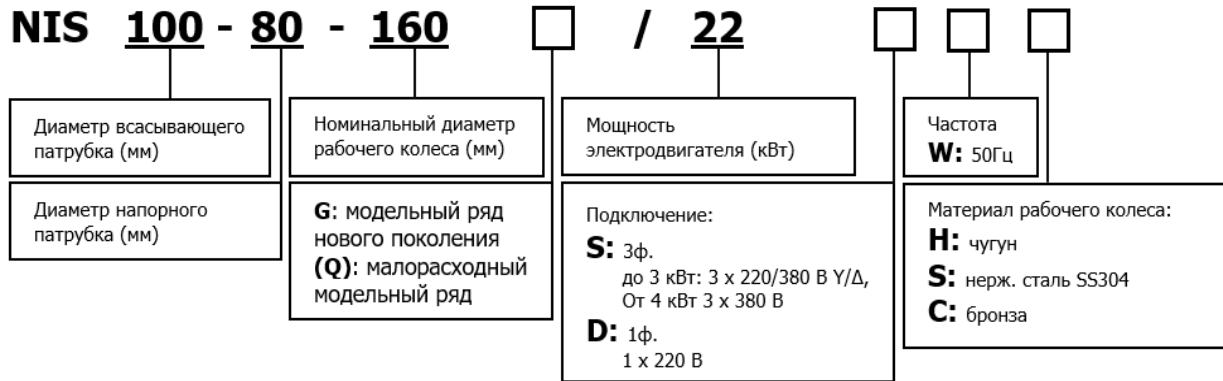 NIS 100 - 80 - 160 □ / 22 □ □ □
Диаметр всасывающего
патрубка (мм)
Диаметр напорного
патрубка (мм)
Номинальный диаметр
рабочего колеса (мм)
G: модельный ряд
нового поколения
(Q): малорасходный
модельный ряд
Мощность
электродвигателя (кВт)
Подключение:
S: 3ф.
до 3 кВт: 3 x 220/380 В Y/Δ,
От 4 кВт 3 x 380 В
D: 1ф.
1 x 220 В
Частота
W: 50Гц
Материал рабочего колеса:
H: чугун
S: нерж. сталь SS304
C: бронза